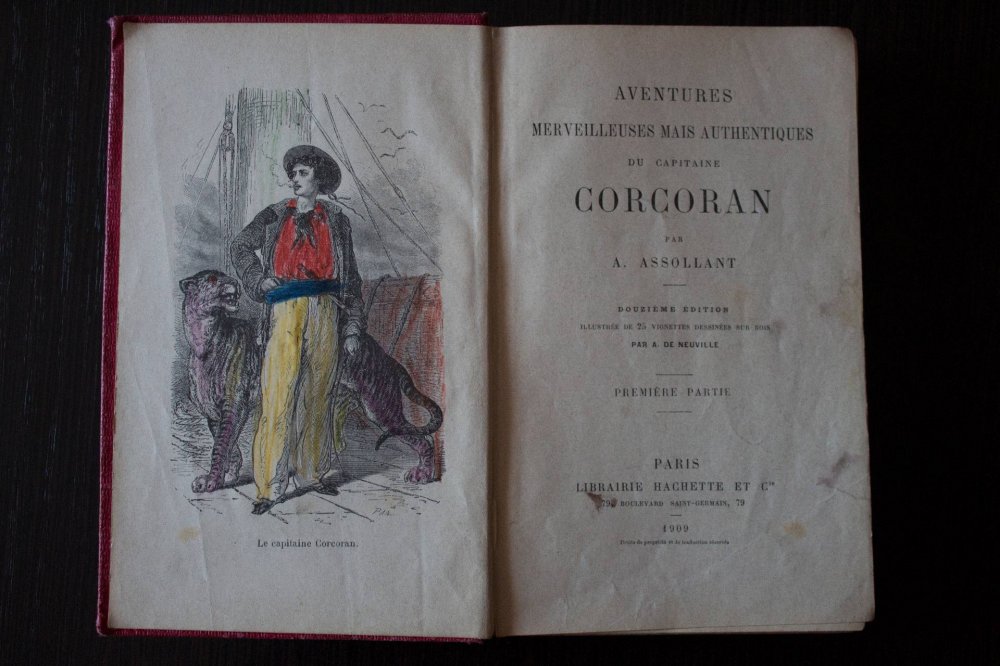 Le capitaine Corcoran.
AVENTURES
MERVEILLEUSES MAIS AUTHENTIQUES
DU CAPITAINE
CORCORAN
PAR
A. ASSOLLANT
DOUZIÈME ÉDITION
ILLUSTRÉE DE 25 VIGNETTES DESSINÉES SUR BOIS
PAR A. DE NEUVILLE
PREMIÈRE PARTIE
PARIS
LIBRAIRIE HACHETTE ET Cie
79, BOULEVARD SAINT-GERMAIN, 79
1909
Droits de propriété et de traduction réservés